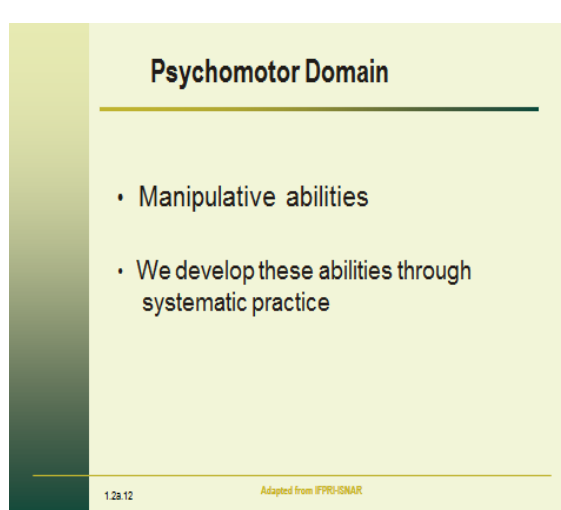 Psychomotor Domain
• Manipulative abilities
• We develop these abilities through
systematic practice
1.2a.12
Adapted from IFPRI-ISNAR